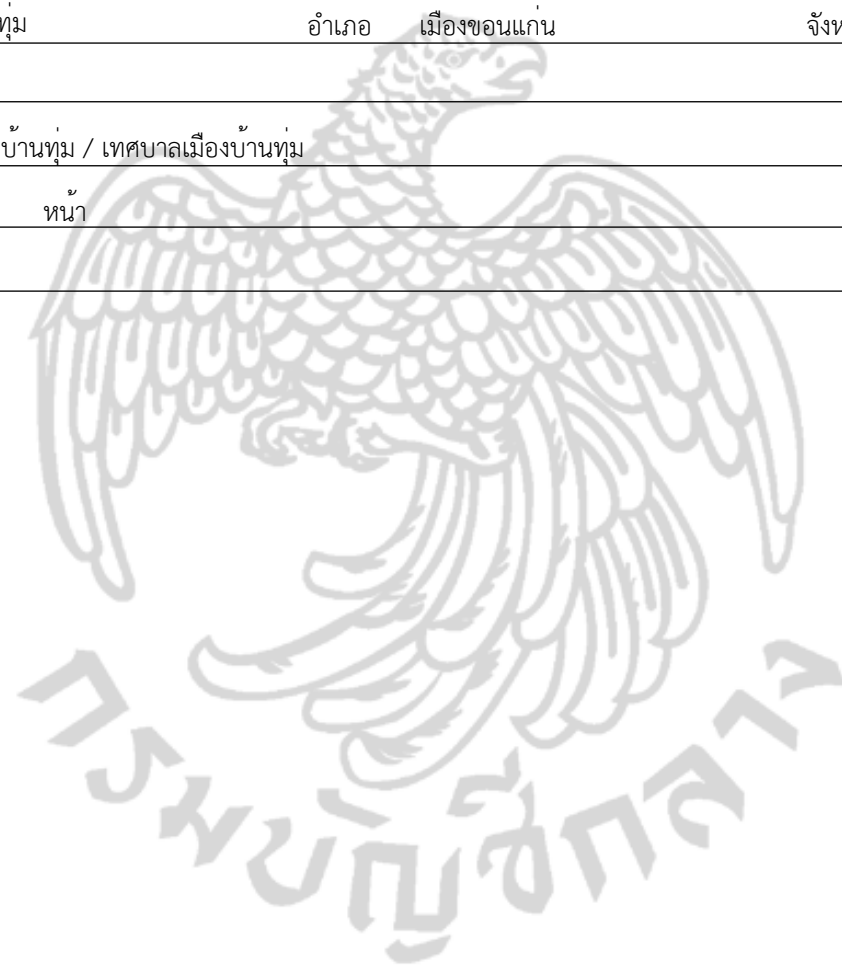 ทุ่ม อำเภอ เมืองขอนแก่น
บ้านทุ่ม / เทศบาลเมืองบ้านทุ่ม
หน้า
กรมบัญชีกลาง